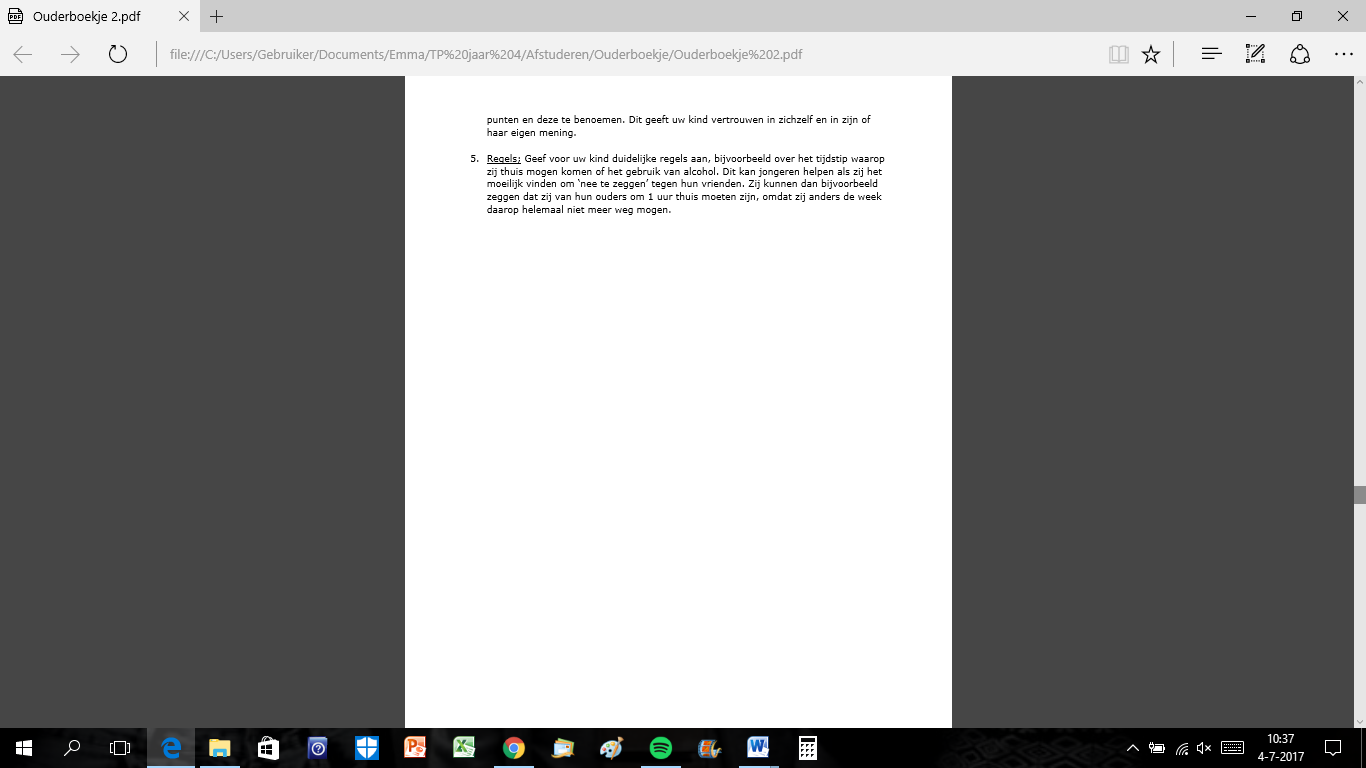 Ouderboekje 2.pdf
file:///C:/Users/Gebruiker/Documents/Emma/TP%20jaar%204/Afstuderen/Ouderboekje/Ouderboekje%202.pdf
punten en deze te benoemen. Dit geeft uw kind vertrouwen in zichzelf en in zijn of
haar eigen mening.
5. Regels; Geef voor uw kind duidelijke regels aan, bijvoorbeeld over het tijdstip waarop
zij thuis mogen komen of het gebruik van alcohol. Dit kan jongeren helpen als zij het
moeilijk vinden om ‘nee te zeggen’ tegen hun vrienden. Zij kunnen dan bijvoorbeeld
zeggen dat zij van hun ouders om 1 uur thuis moeten zijn, omdat zij anders de week
daarop helemaal niet meer weg mogen.
10:37
4-7-2017